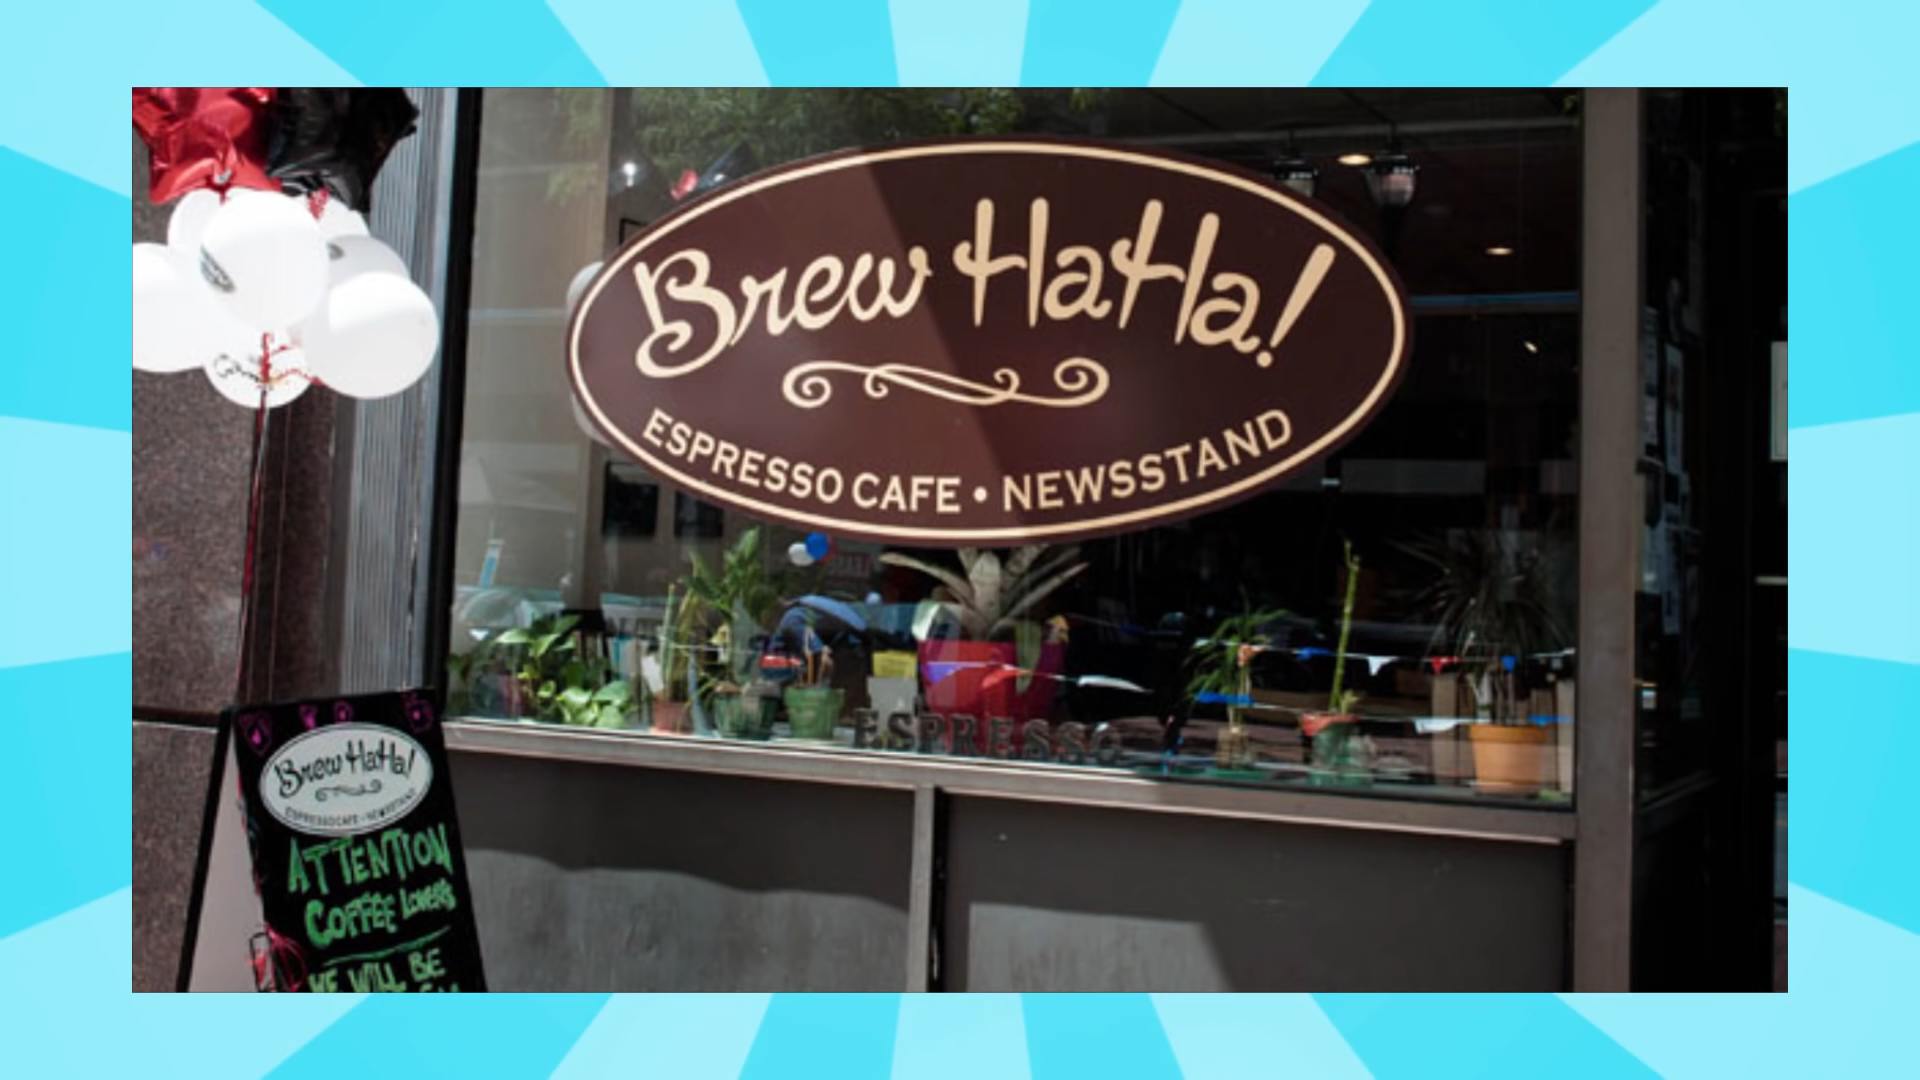 Brew HaHa!
ESPRESSO CAFE • NEWSSTAND
ESPRESSO
Brew HaHa!
ESPRESSO CAFE • NEWSSTAND
ATTENTION
COFFEE LOVERS
WE WILL BE